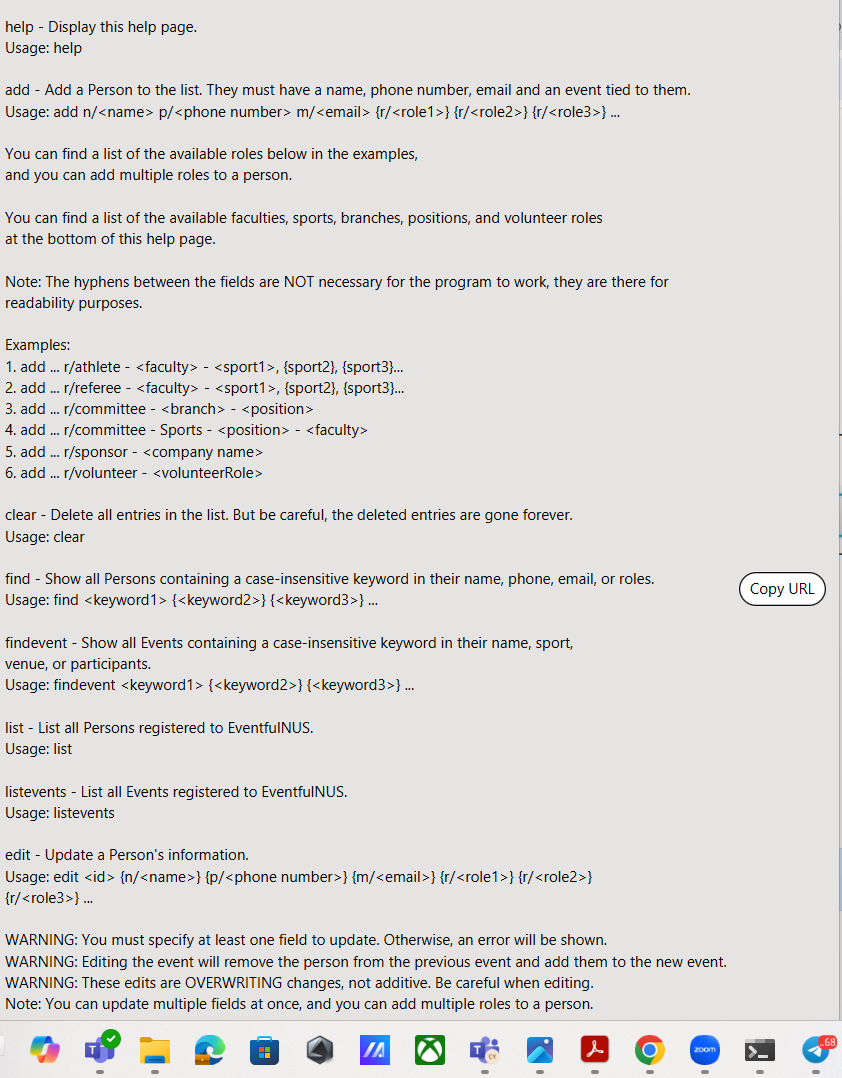 help - Display this help page.
Usage: help
add - Add a Person to the list. They must have a name, phone number, email and an event tied to them.
Usage: add n/<name> p/<phone number> m/<email> {r/<role1>} {r/<role2>} {r/<role3>} ...
You can find a list of the available roles below in the examples,
and you can add multiple roles to a person.
You can find a list of the available faculties, sports, branches, positions, and volunteer roles
at the bottom of this help page.
Note: The hyphens between the fields are NOT necessary for the program to work, they are there for
readability purposes.
Examples:
1. add ... r/athlete - <faculty> - <sport1>, {sport2}, {sport3}...
2. add ... r/referee - <faculty> - <sport1>, {sport2}, {sport3}...
3. add ... r/committee - <branch> - <position>
4. add ... r/committee - Sports - <position> - <faculty>
5. add ... r/sponsor - <company name>
6. add ... r/volunteer - <volunteerRole>
clear - Delete all entries in the list. But be careful, the deleted entries are gone forever.
Usage: clear
find - Show all Persons containing a case-insensitive keyword in their name, phone, email, or roles.
Usage: find <keyword1> {<keyword2>} {<keyword3>} ...
Copy URL
findevent - Show all Events containing a case-insensitive keyword in their name, sport,
venue, or participants.
Usage: findevent <keyword1> {<keyword2>} {<keyword3>} ...
list - List all Persons registered to EventfulNUS.
Usage: list
listevents - List all Events registered to EventfulNUS.
Usage: listevents
edit - Update a Person's information.
Usage: edit <id> {n/<name>} {p/<phone number>} {m/<email>} {r/<role1>} {r/<role2>}
{r/<role3>} ...
WARNING: You must specify at least one field to update. Otherwise, an error will be shown.
WARNING: Editing the event will remove the person from the previous event and add them to the new event.
WARNING: These edits are OVERWRITING changes, not additive. Be careful when editing.
Note: You can update multiple fields at once, and you can add multiple roles to a person.
T
T
CY
zoom
>_
68